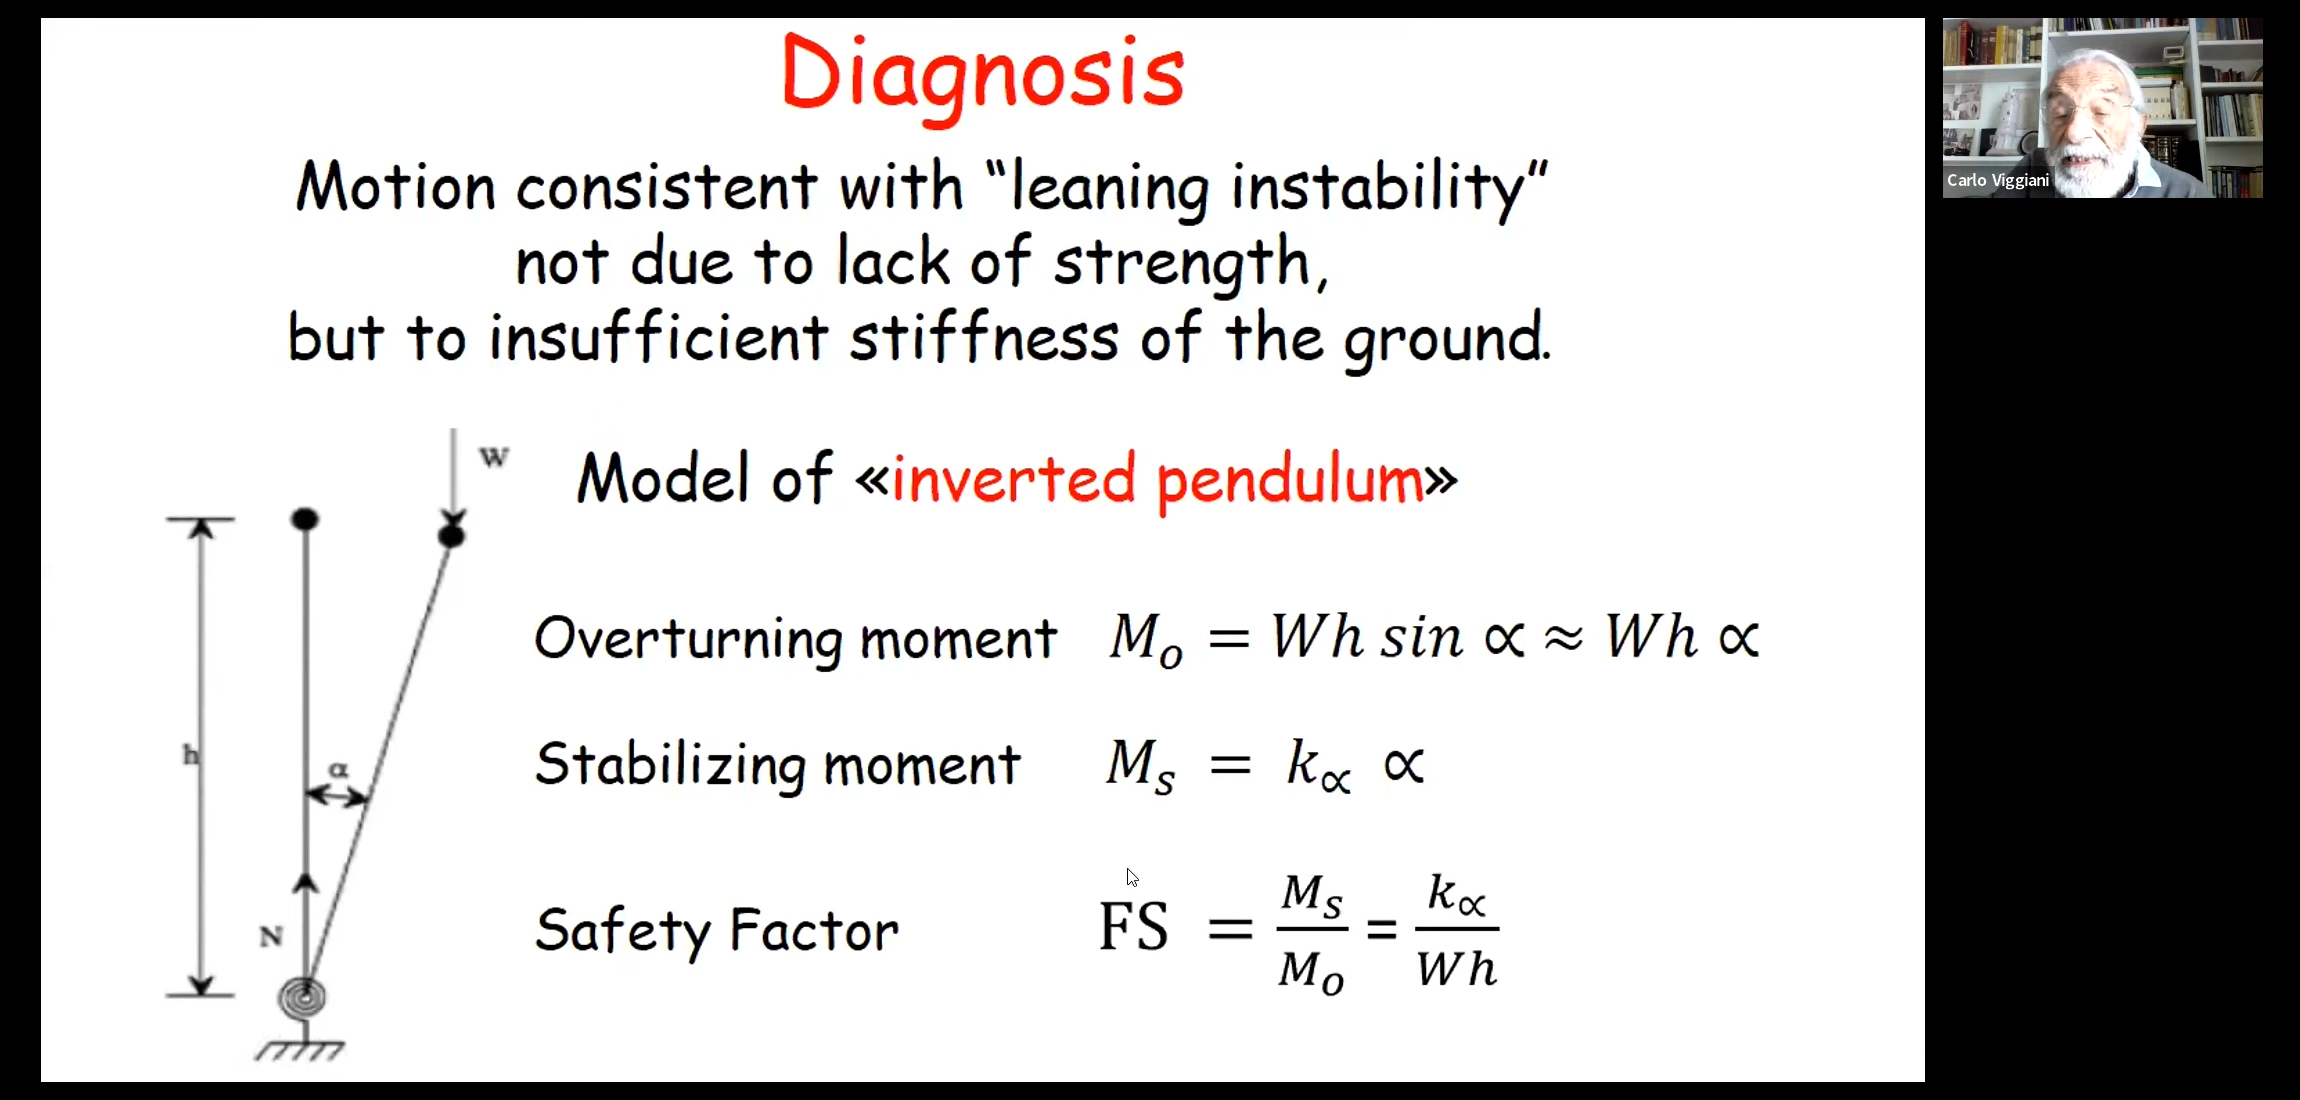 Diagnosis
Motion consistent with “leaning instability”
not due to lack of strength,
but to insufficient stiffness of the ground.
W
Model of «inverted pendulum»
Overturning moment M_o = Wh sin ∝ ≈ Wh ∝
h
α
Stabilizing moment M_s = k_∝ ∝
N
Safety Factor FS = M_s/M_o = k_∝/Wh
Carlo Viggiani